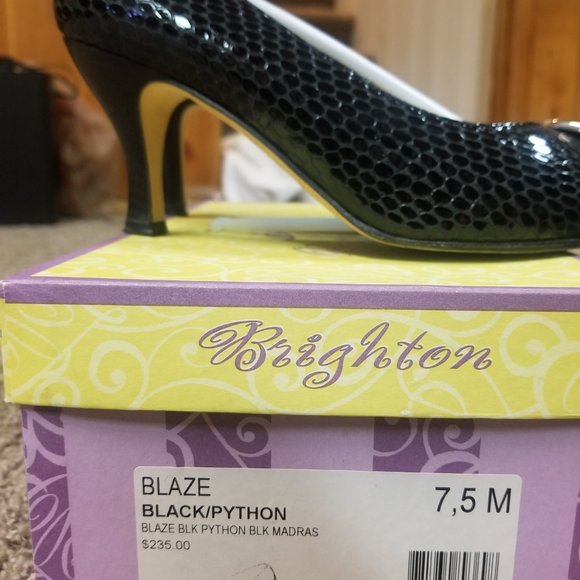 Brighton
BLAZE
BLACK/PYTHON
7,5 M
BLAZE BLK PYTHON BLK MADRAS
$235.00